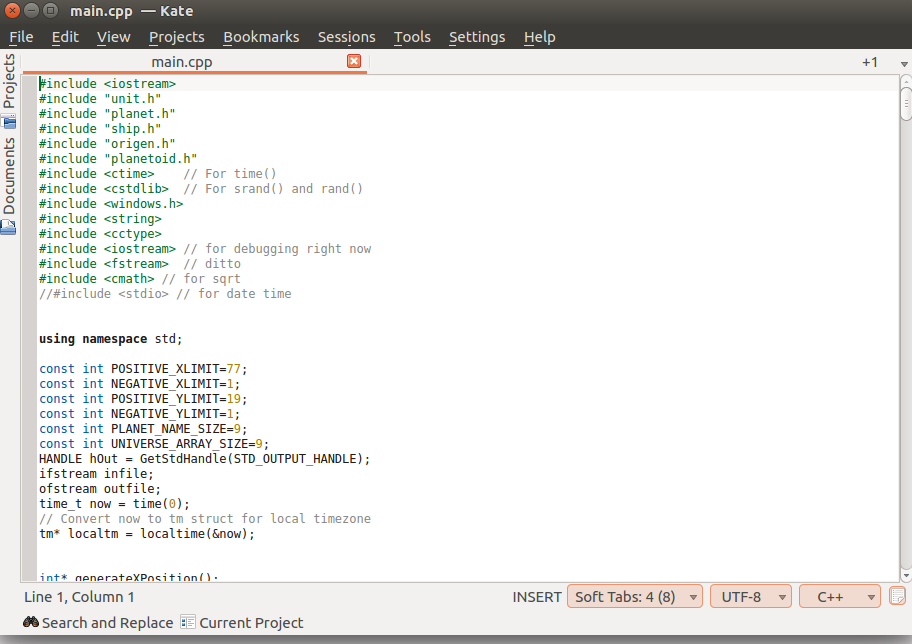 main.cpp — Kate
File Edit View Projects Bookmarks Sessions Tools Settings Help
main.cpp +1
Projects
Documents
#include <iostream>
#include "unit.h"
#include "planet.h"
#include "ship.h"
#include "origen.h"
#include "planetoid.h"
#include <ctime>    // For time()
#include <cstdlib>  // For srand() and rand()
#include <windows.h>
#include <string>
#include <cctype>
#include <iostream> // for debugging right now
#include <fstream>  // ditto
#include <cmath> // for sqrt
//#include <stdio> // for date time
using namespace std;
const int POSITIVE_XLIMIT=77;
const int NEGATIVE_XLIMIT=1;
const int POSITIVE_YLIMIT=19;
const int NEGATIVE_YLIMIT=1;
const int PLANET_NAME_SIZE=9;
const int UNIVERSE_ARRAY_SIZE=9;
HANDLE hOut = GetStdHandle(STD_OUTPUT_HANDLE);
ifstream infile;
ofstream outfile;
time_t now = time(0);
// Convert now to tm struct for local timezone
tm* localtm = localtime(&now);
int* generateXPosition();
Line 1, Column 1 INSERT Soft Tabs: 4 (8) UTF-8 C++
Search and Replace Current Project